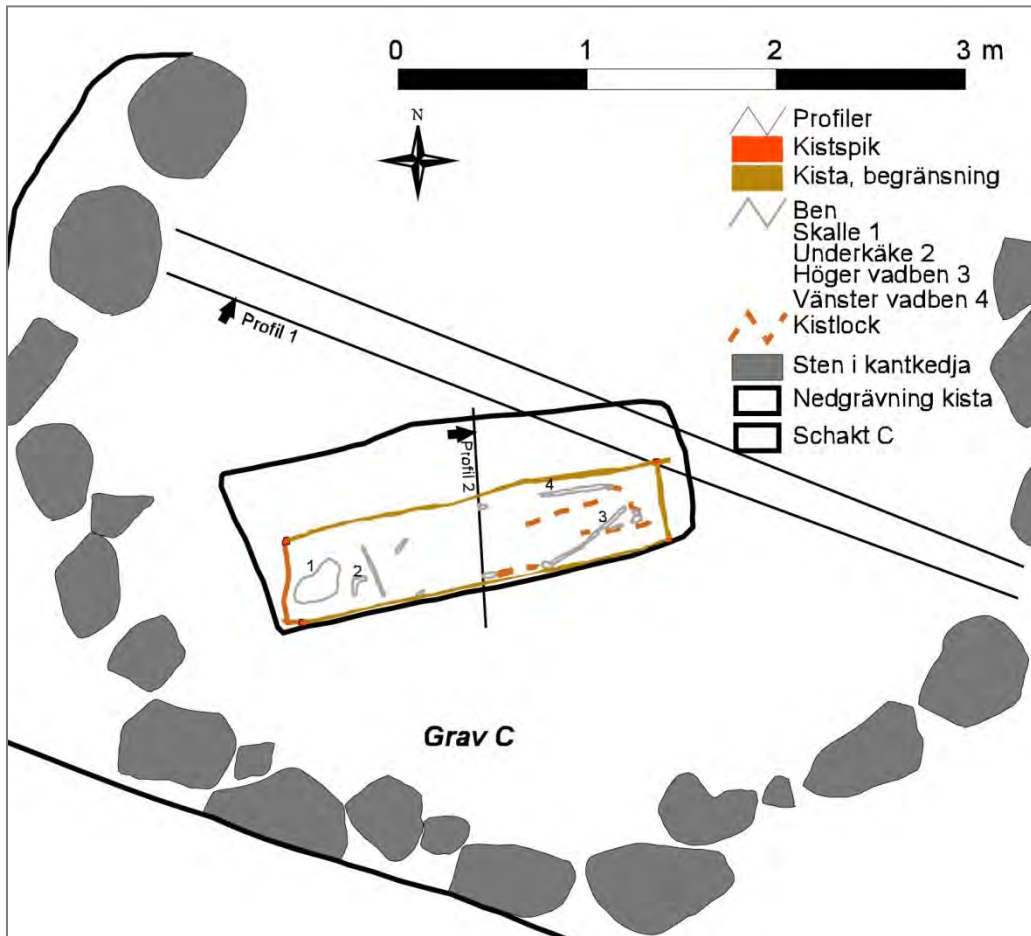 0 1 2 3 m
N
Profiler
Kistspik
Kista, begränsning
Ben
Skalle 1
Underkäke 2
Höger vadben 3
Vänster vadben 4
Kistlock
Sten i kantkedja
Nedgrävning kista
Schakt C
Profil 1
Profil 2
4
3
1
2
Grav C